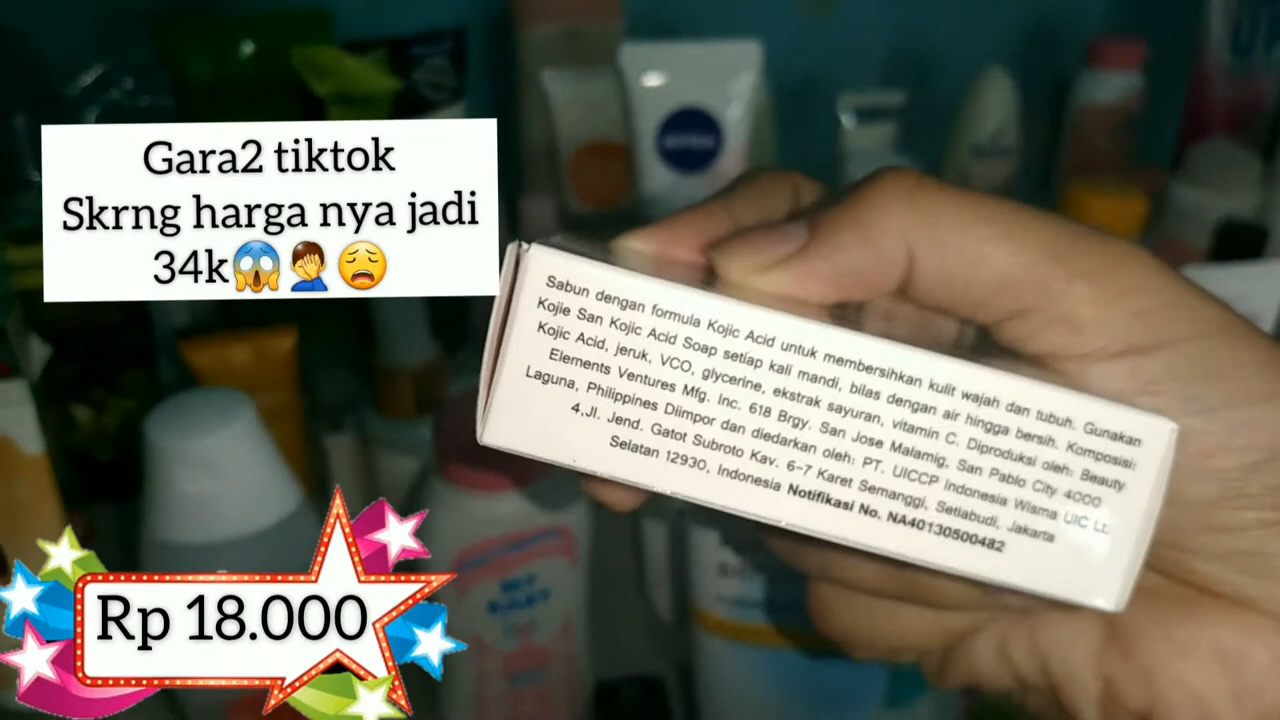 Gara2 tiktok
Skrng harga nya jadi
34k😱🤦‍♂️😩
NIVEA
Sabun dengan formula Kojic Acid untuk membersihkan kulit wajah dan tubuh. Gunakan
Kojie San Kojic Acid Soap setiap kali mandi, bilas dengan air hingga bersih. Komposisi:
Kojic Acid, jeruk, VCO, glycerine, ekstrak sayuran, vitamin C. Diproduksi oleh: Beauty
Elements Ventures Mfg. Inc. 618 Brgy. San Jose Malamig, San Pablo City 4000
Laguna, Philippines Diimpor dan diedarkan oleh: PT. UICCP Indonesia Wisma UIC Lt.
4.Jl. Jend. Gatot Subroto Kav. 6-7 Karet Semanggi, Setiabudi, Jakarta
Selatan 12930, Indonesia Notifikasi No. NA40130500482
Rp 18.000